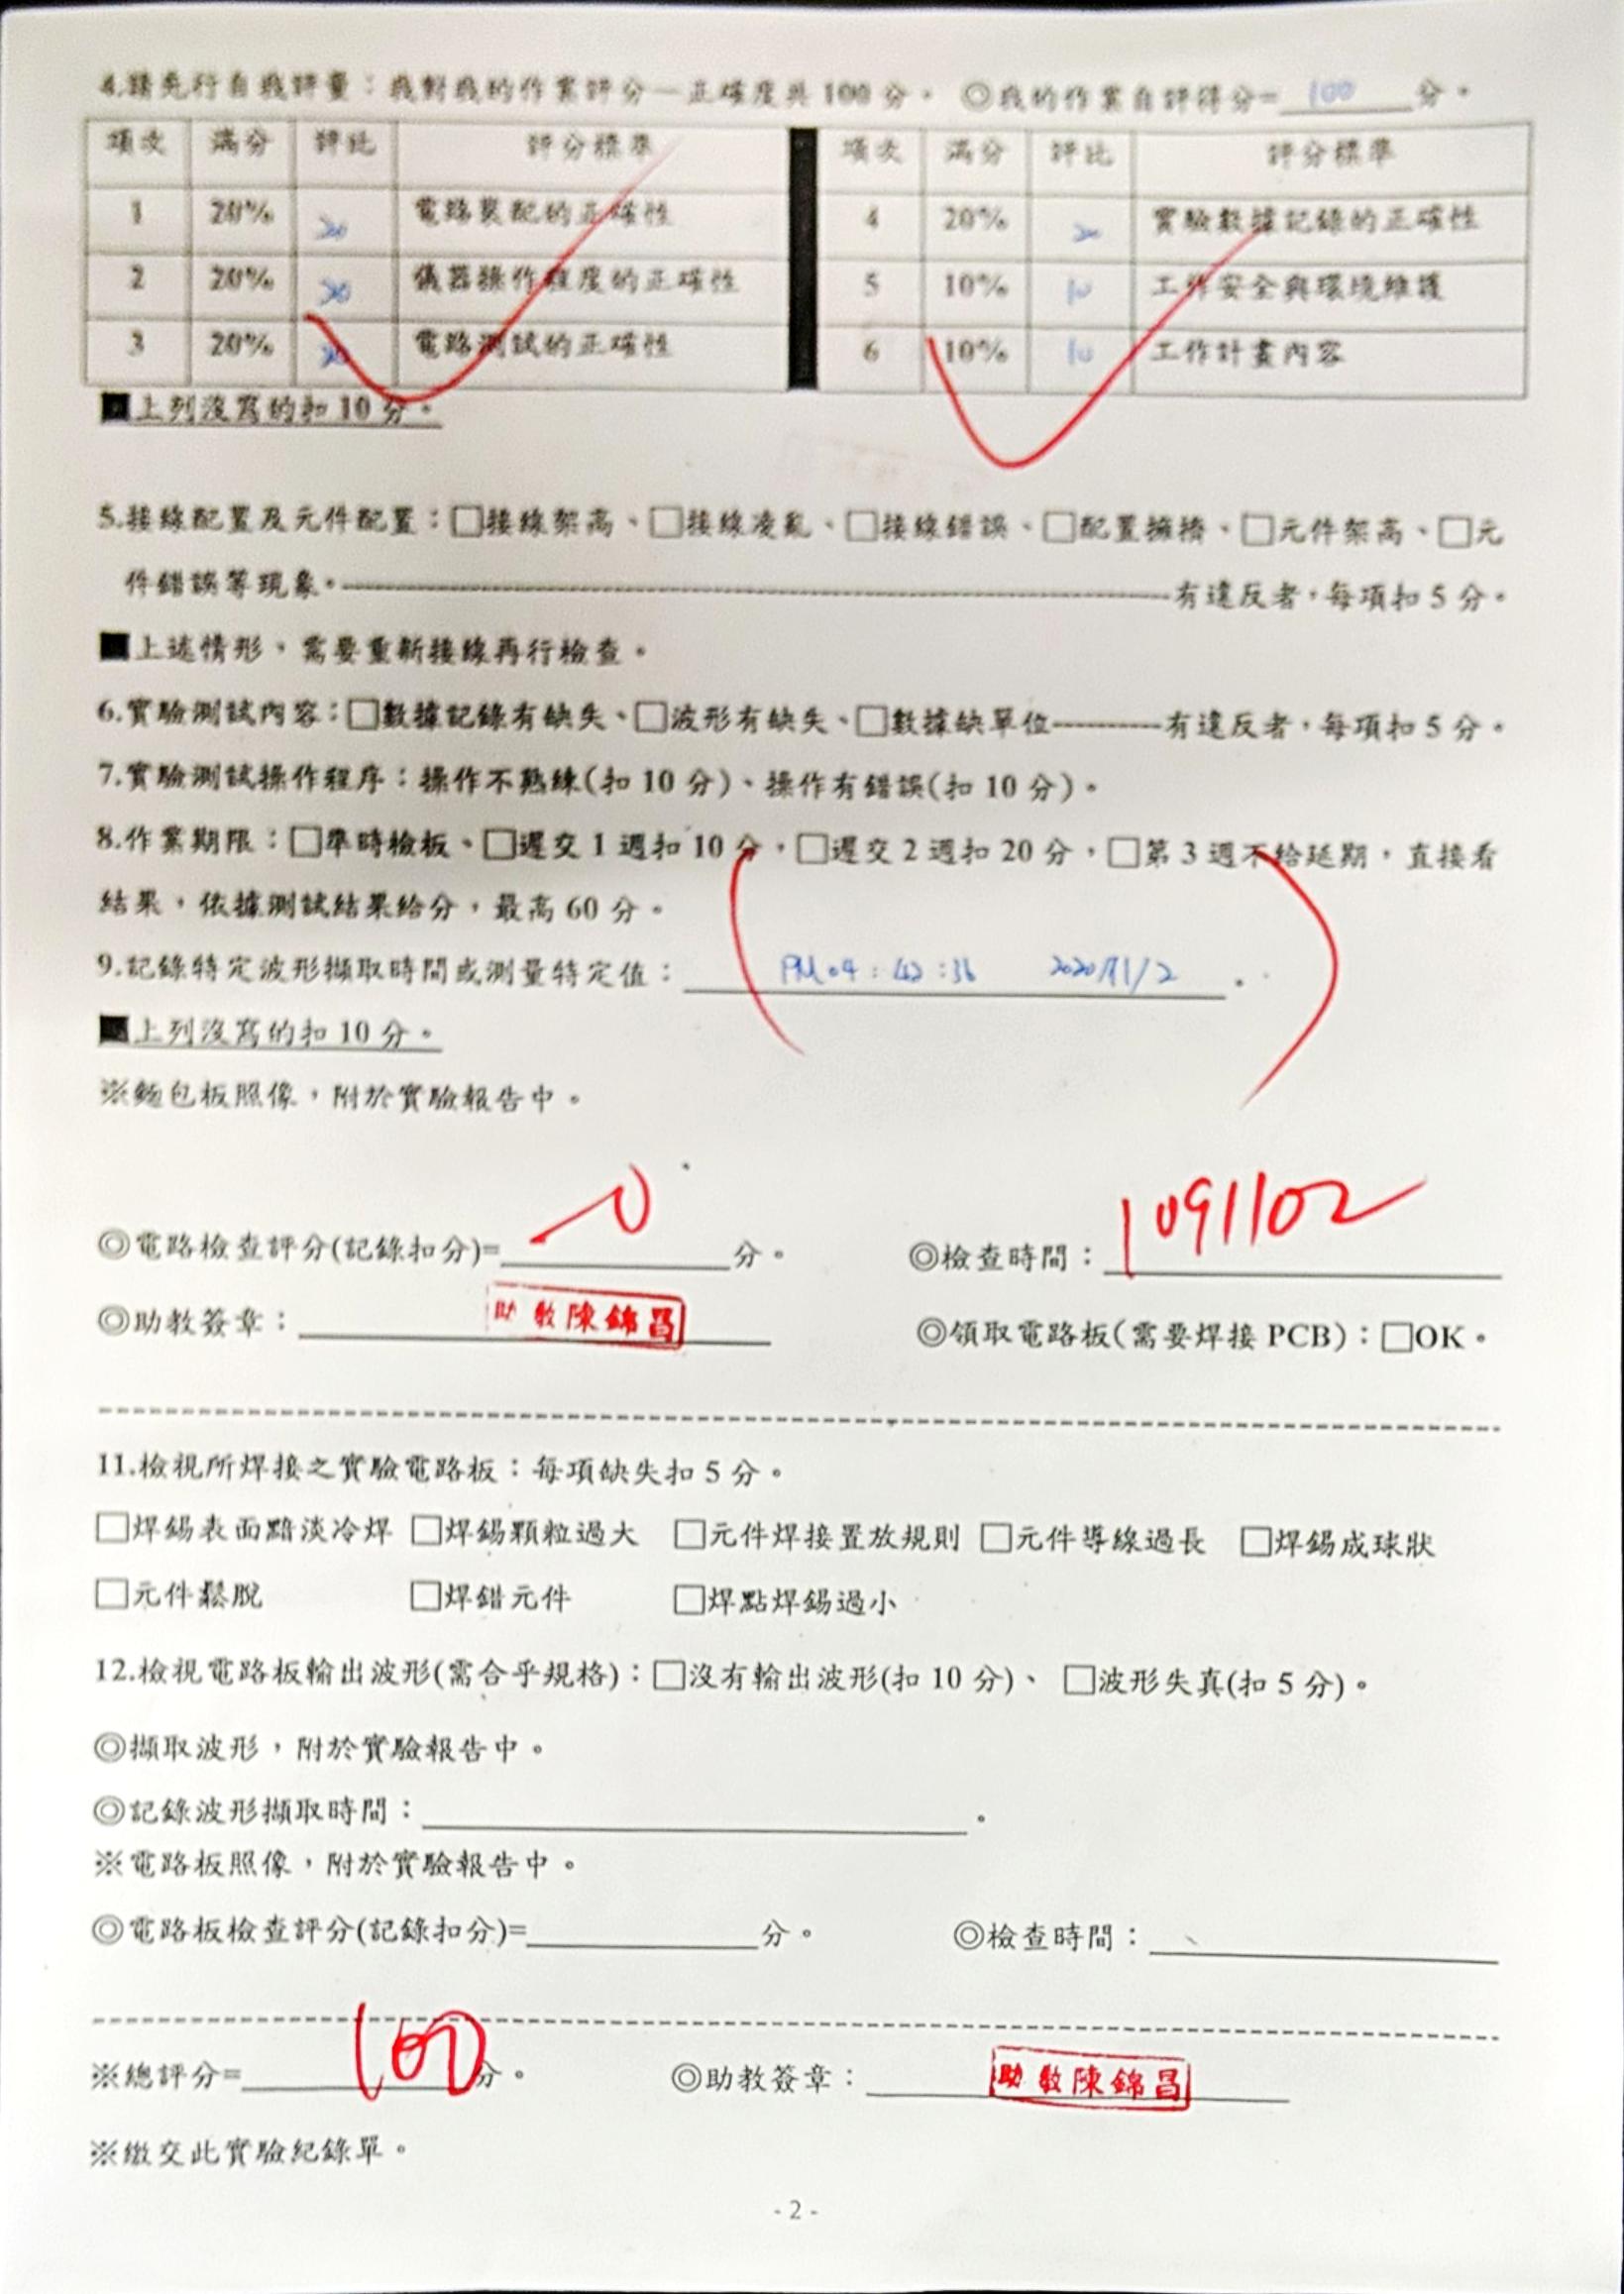 4.請先行自我評量：我對我的作業評分—正確度共 100 分。 ◎我的作業自評得分= 100 分。
項次 滿分 評比 評分標準 項次 滿分 評比 評分標準
1 20% 20 電路裝配的正確性 4 20% 20 實驗數據記錄的正確性
2 20% 20 儀器操作程度的正確性 5 10% 10 工作安全與環境維護
3 20% 20 電路測試的正確性 6 10% 10 工作計畫內容
■上列沒寫的扣 10 分。
5.接線配置及元件配置：□接線架高、□接線凌亂、□接線錯誤、□配置擁擠、□元件架高、□元
件錯誤等現象。----------有違反者，每項扣 5 分。
■上述情形，需要重新接線再行檢查。
6.實驗測試內容：□數據記錄有缺失、□波形有缺失、□數據缺單位----------有違反者，每項扣 5 分。
7.實驗測試操作程序：操作不熟練(扣 10 分)、操作有錯誤(扣 10 分)。
8.作業期限：□準時檢板、□遲交 1 週扣 10 分，□遲交 2 週扣 20 分，□第 3 週不給延期，直接看
結果，依據測試結果給分，最高 60 分。
9.記錄特定波形擷取時間或測量特定值： PM 04：42：36 2020/11/2 。
■上列沒寫的扣 10 分。
※麵包板照像，附於實驗報告中。
◎電路檢查評分(記錄扣分)= -0 分。 ◎檢查時間： 1091102
◎助教簽章： 助教陳錦昌 ◎領取電路板(需要焊接 PCB)：□OK。
11.檢視所焊接之實驗電路板：每項缺失扣 5 分。
□焊錫表面黯淡冷焊 □焊錫顆粒過大 □元件焊接置放規則 □元件導線過長 □焊錫成球狀
□元件鬆脫 □焊錯元件 □焊點焊錫過小
12.檢視電路板輸出波形(需合乎規格)：□沒有輸出波形(扣 10 分)、 □波形失真(扣 5 分)。
◎擷取波形，附於實驗報告中。
◎記錄波形擷取時間： 。
※電路板照像，附於實驗報告中。
◎電路板檢查評分(記錄扣分)= 分。 ◎檢查時間：
※總評分= 100 分。 ◎助教簽章： 助教陳錦昌
※繳交此實驗紀錄單。
- 2 -